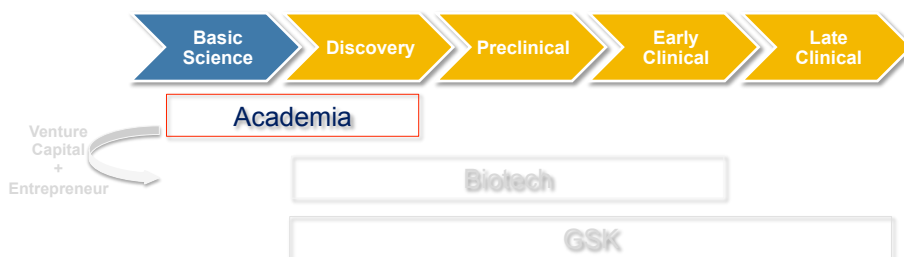 Basic
Science
Discovery
Preclinical
Early
Clinical
Late
Clinical
Academia
Venture
Capital
+
Entrepreneur
Biotech
GSK